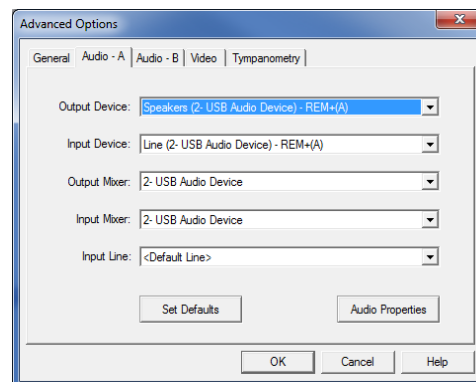 Advanced Options
General Audio - A Audio - B Video Tympanometry
Output Device: Speakers (2- USB Audio Device) - REM+(A)
Input Device: Line (2- USB Audio Device) - REM+(A)
Output Mixer: 2- USB Audio Device
Input Mixer: 2- USB Audio Device
Input Line: <Default Line>
Set Defaults Audio Properties
OK Cancel Help